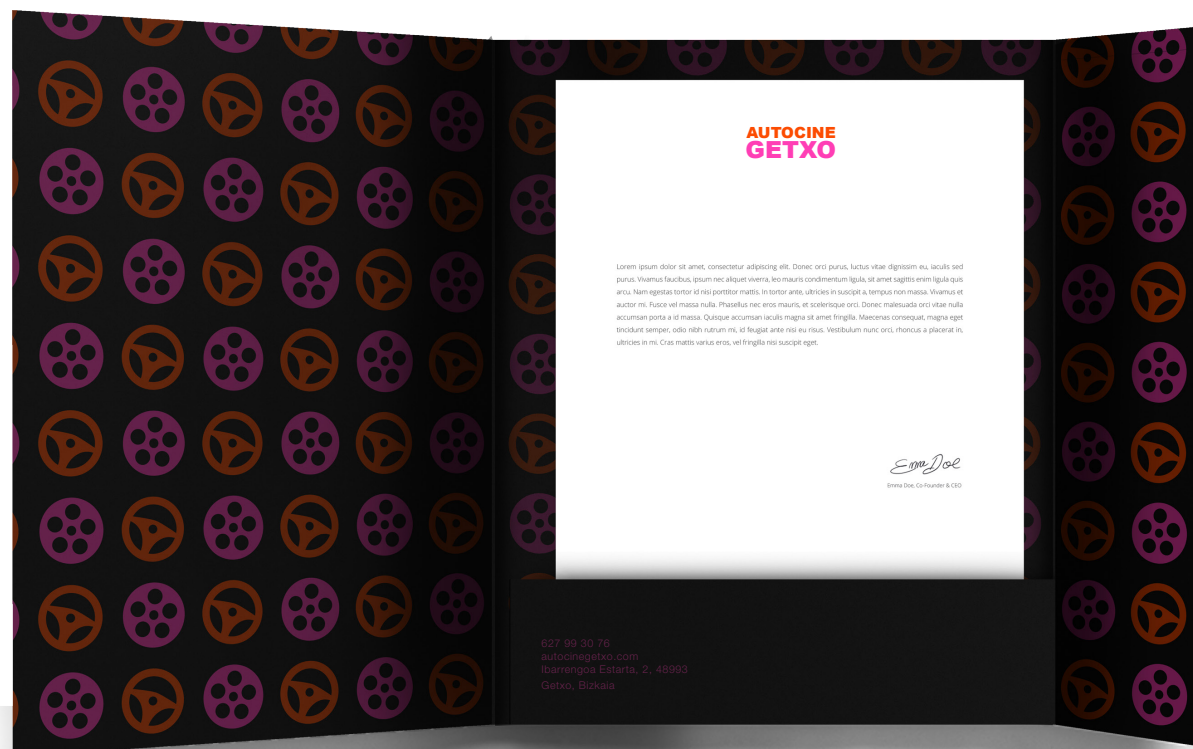 AUTOCINE
GETXO
Lorem ipsum dolor sit amet, consectetur adipiscing elit. Donec orci purus, luctus vitae dignissim eu, iaculis sed
purus. Vivamus faucibus, ipsum nec aliquet viverra, leo mauris condimentum ligula, sit amet sagittis enim ligula quis
arcu. Nam egestas tortor id nisi porttitor mattis. In tortor ante, ultricies in suscipit a, tempus non massa. Vivamus et
auctor mi. Fusce vel massa nulla. Phasellus nec eros mauris, et scelerisque orci. Donec malesuada orci vitae nulla
accumsan porta a id massa. Quisque accumsan iaculis magna sit amet fringilla. Maecenas consequat, magna eget
tincidunt semper, odio nibh rutrum mi, id feugiat ante nisi eu risus. Vestibulum nunc orci, rhoncus a placerat in,
ultricies in mi. Cras mattis varius eros, vel fringilla nisi suscipit eget.
Emma Doe
Emma Doe, Co Founder & CEO
627 99 30 76
autocinegetxo.com
Ibarrengoa Estarta, 2, 48993
Getxo, Bizkaia